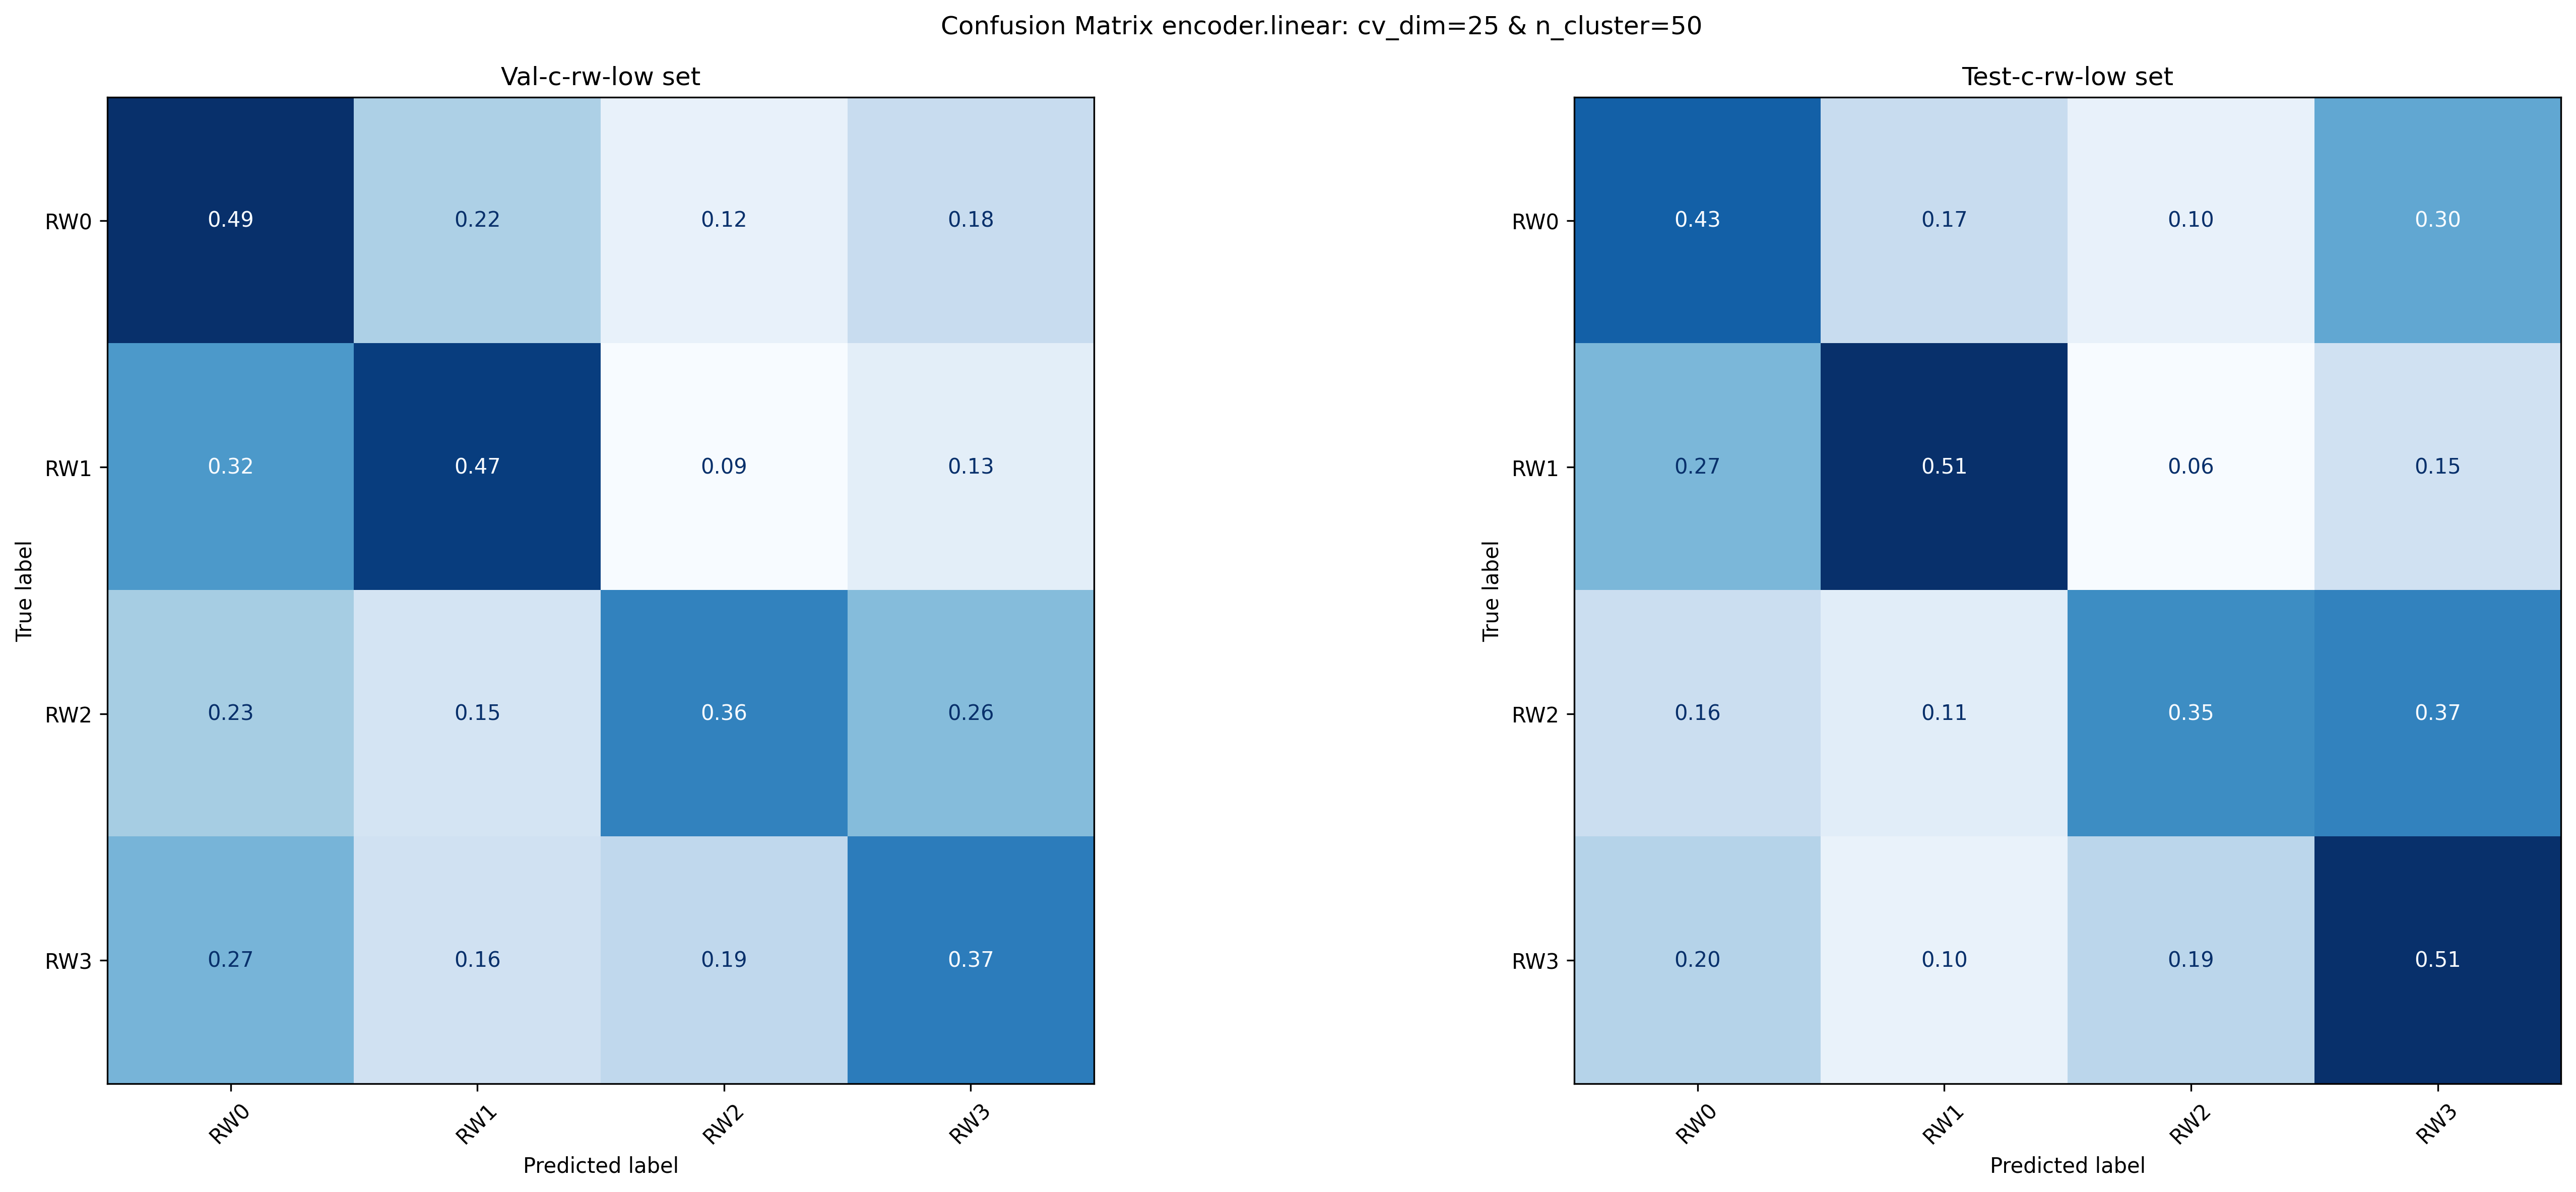 Confusion Matrix encoder.linear: cv_dim=25 & n_cluster=50
Val-c-rw-low set
True label
RW0 0.49 0.22 0.12 0.18
RW1 0.32 0.47 0.09 0.13
RW2 0.23 0.15 0.36 0.26
RW3 0.27 0.16 0.19 0.37
RW0 RW1 RW2 RW3
Predicted label
Test-c-rw-low set
True label
RW0 0.43 0.17 0.10 0.30
RW1 0.27 0.51 0.06 0.15
RW2 0.16 0.11 0.35 0.37
RW3 0.20 0.10 0.19 0.51
RW0 RW1 RW2 RW3
Predicted label